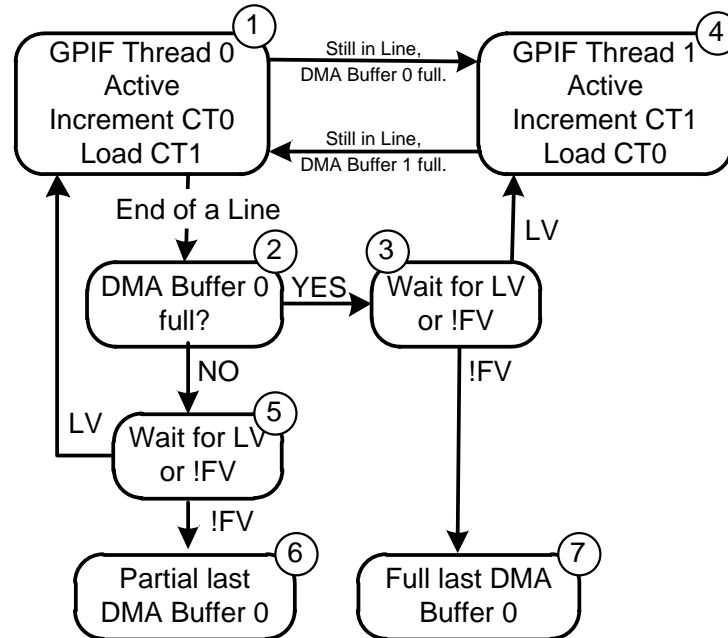 1
GPIF Thread 0
Active
Increment CT0
Load CT1
Still in Line,
DMA Buffer 0 full.
Still in Line,
DMA Buffer 1 full.
4
GPIF Thread 1
Active
Increment CT1
Load CT0
End of a Line
LV
2
DMA Buffer 0
full?
YES
3
Wait for LV
or !FV
NO
!FV
LV
5
Wait for LV
or !FV
!FV
6
Partial last
DMA Buffer 0
7
Full last DMA
Buffer 0